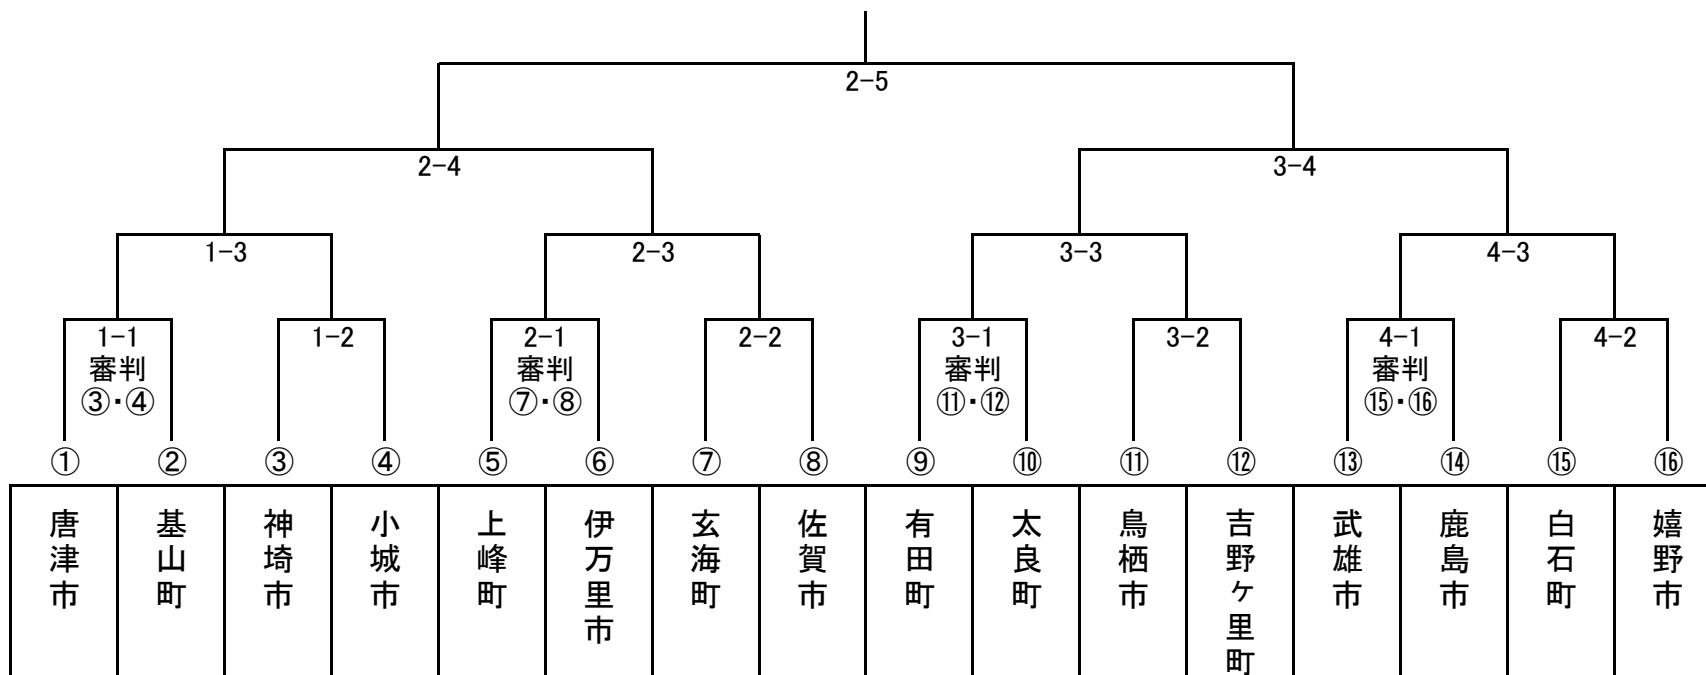 2-5
2-4
3-4
1-3
2-3
3-3
4-3
1-1
審判
③・④
1-2
2-1
審判
⑦・⑧
2-2
3-1
審判
⑪・⑫
3-2
4-1
審判
⑮・⑯
4-2
① ② ③ ④ ⑤ ⑥ ⑦ ⑧ ⑨ ⑩ ⑪ ⑫ ⑬ ⑭ ⑮ ⑯
唐津市
基山町
神埼市
小城市
上峰町
伊万里市
玄海町
佐賀市
有田町
太良町
鳥栖市
吉野ヶ里町
武雄市
鹿島市
白石町
嬉野市